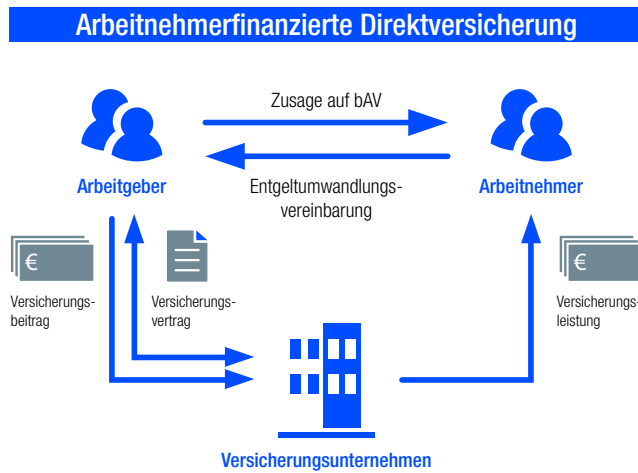 Arbeitnehmerfinanzierte Direktversicherung
Zusage auf bAV
Arbeitgeber
Entgeltumwandlungs-
vereinbarung
Arbeitnehmer
€
Versicherungs-
beitrag
Versicherungs-
vertrag
€
Versicherungs-
leistung
Versicherungsunternehmen